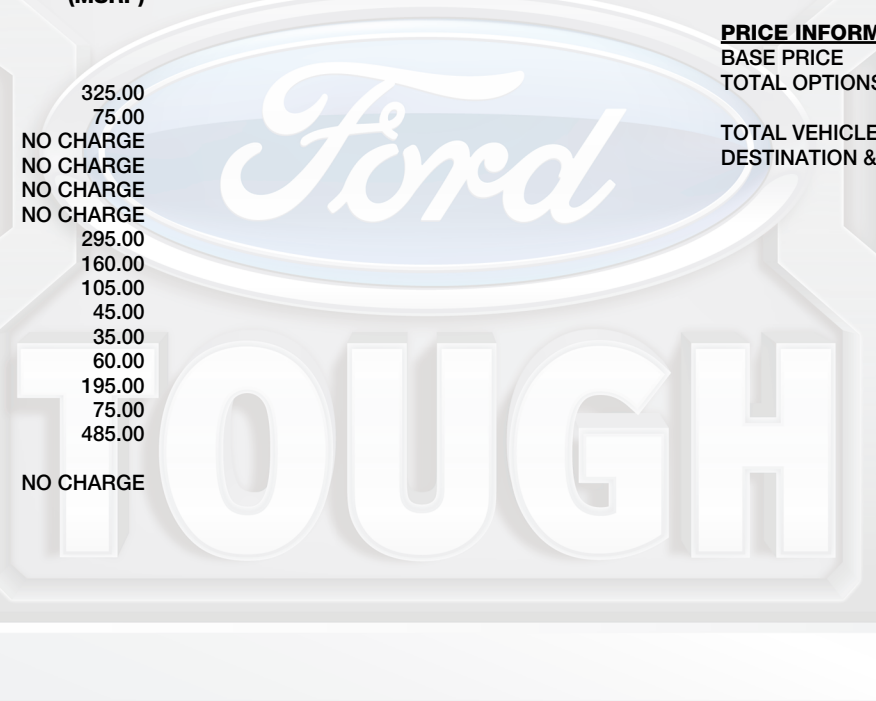 (MSRP)
325.00
75.00
NO CHARGE
NO CHARGE
NO CHARGE
NO CHARGE
295.00
160.00
105.00
45.00
35.00
60.00
195.00
75.00
485.00
NO CHARGE
PRICE INFORM
BASE PRICE
TOTAL OPTIONS
TOTAL VEHICLE
DESTINATION &
Ford
TOUGH